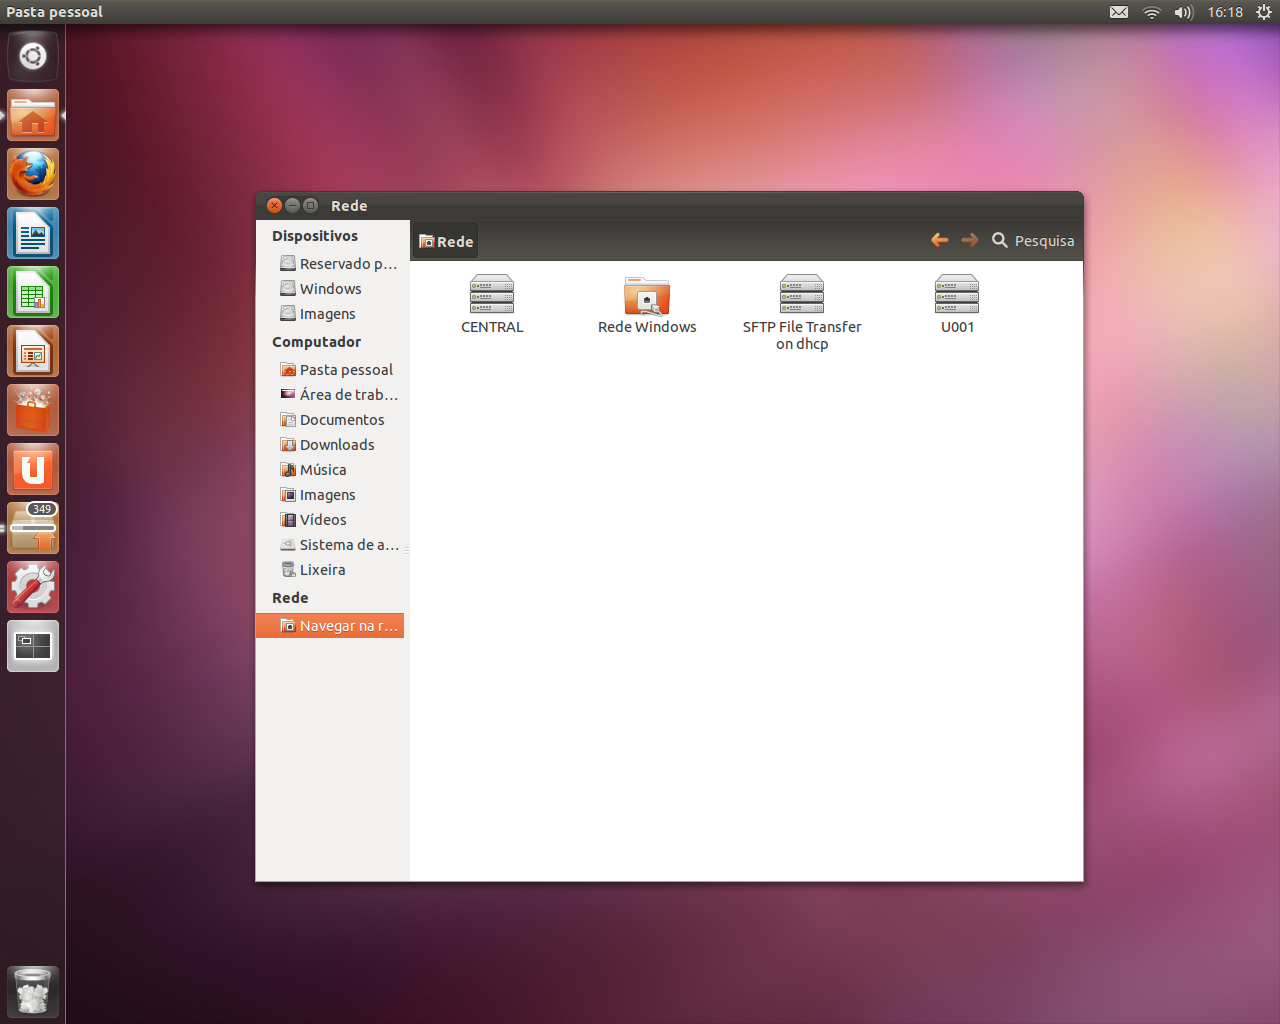 Pasta pessoal
16:18
349
Rede
Dispositivos
Reservado p...
Windows
Imagens
Computador
Pasta pessoal
Área de trab...
Documentos
Downloads
Música
Imagens
Vídeos
Sistema de a...
Lixeira
Rede
Navegar na r...
Rede
Pesquisa
CENTRAL
Rede Windows
SFTP File Transfer
on dhcp
U001